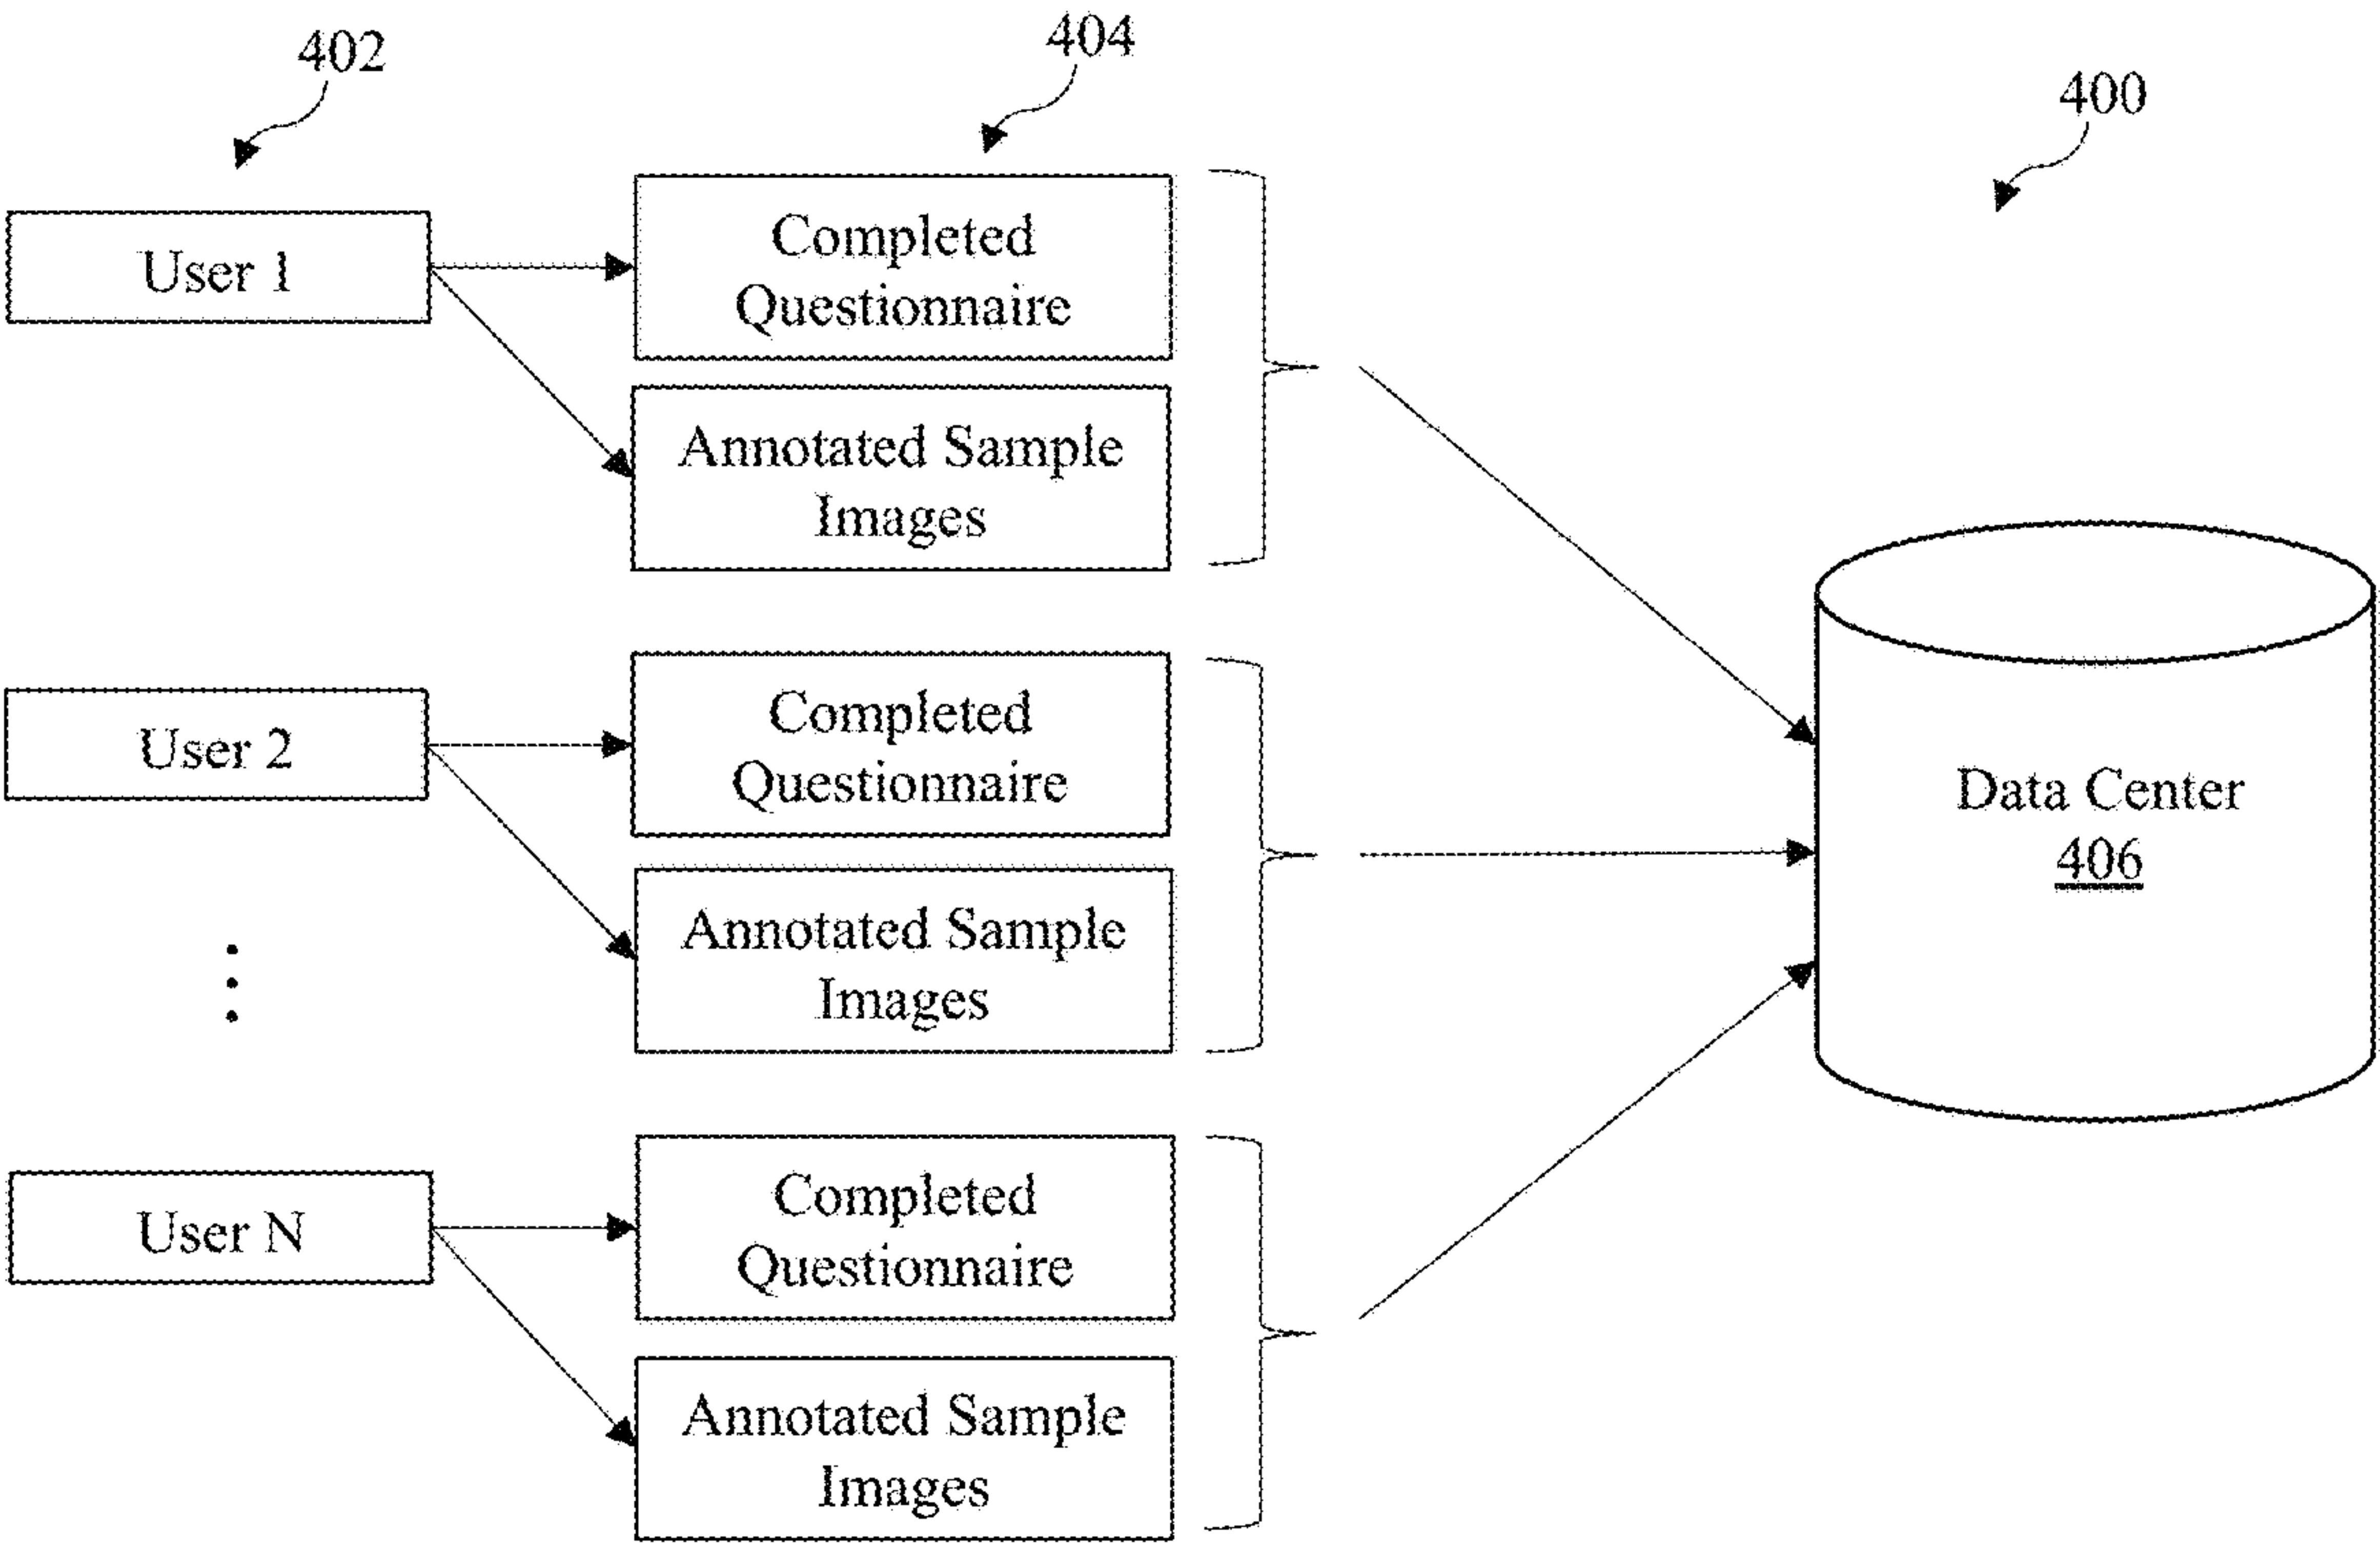 402
404
400
User 1
Completed
Questionnaire
Annotated Sample
Images
User 2
Completed
Questionnaire
Annotated Sample
Images
Data Center
406
User N
Completed
Questionnaire
Annotated Sample
Images